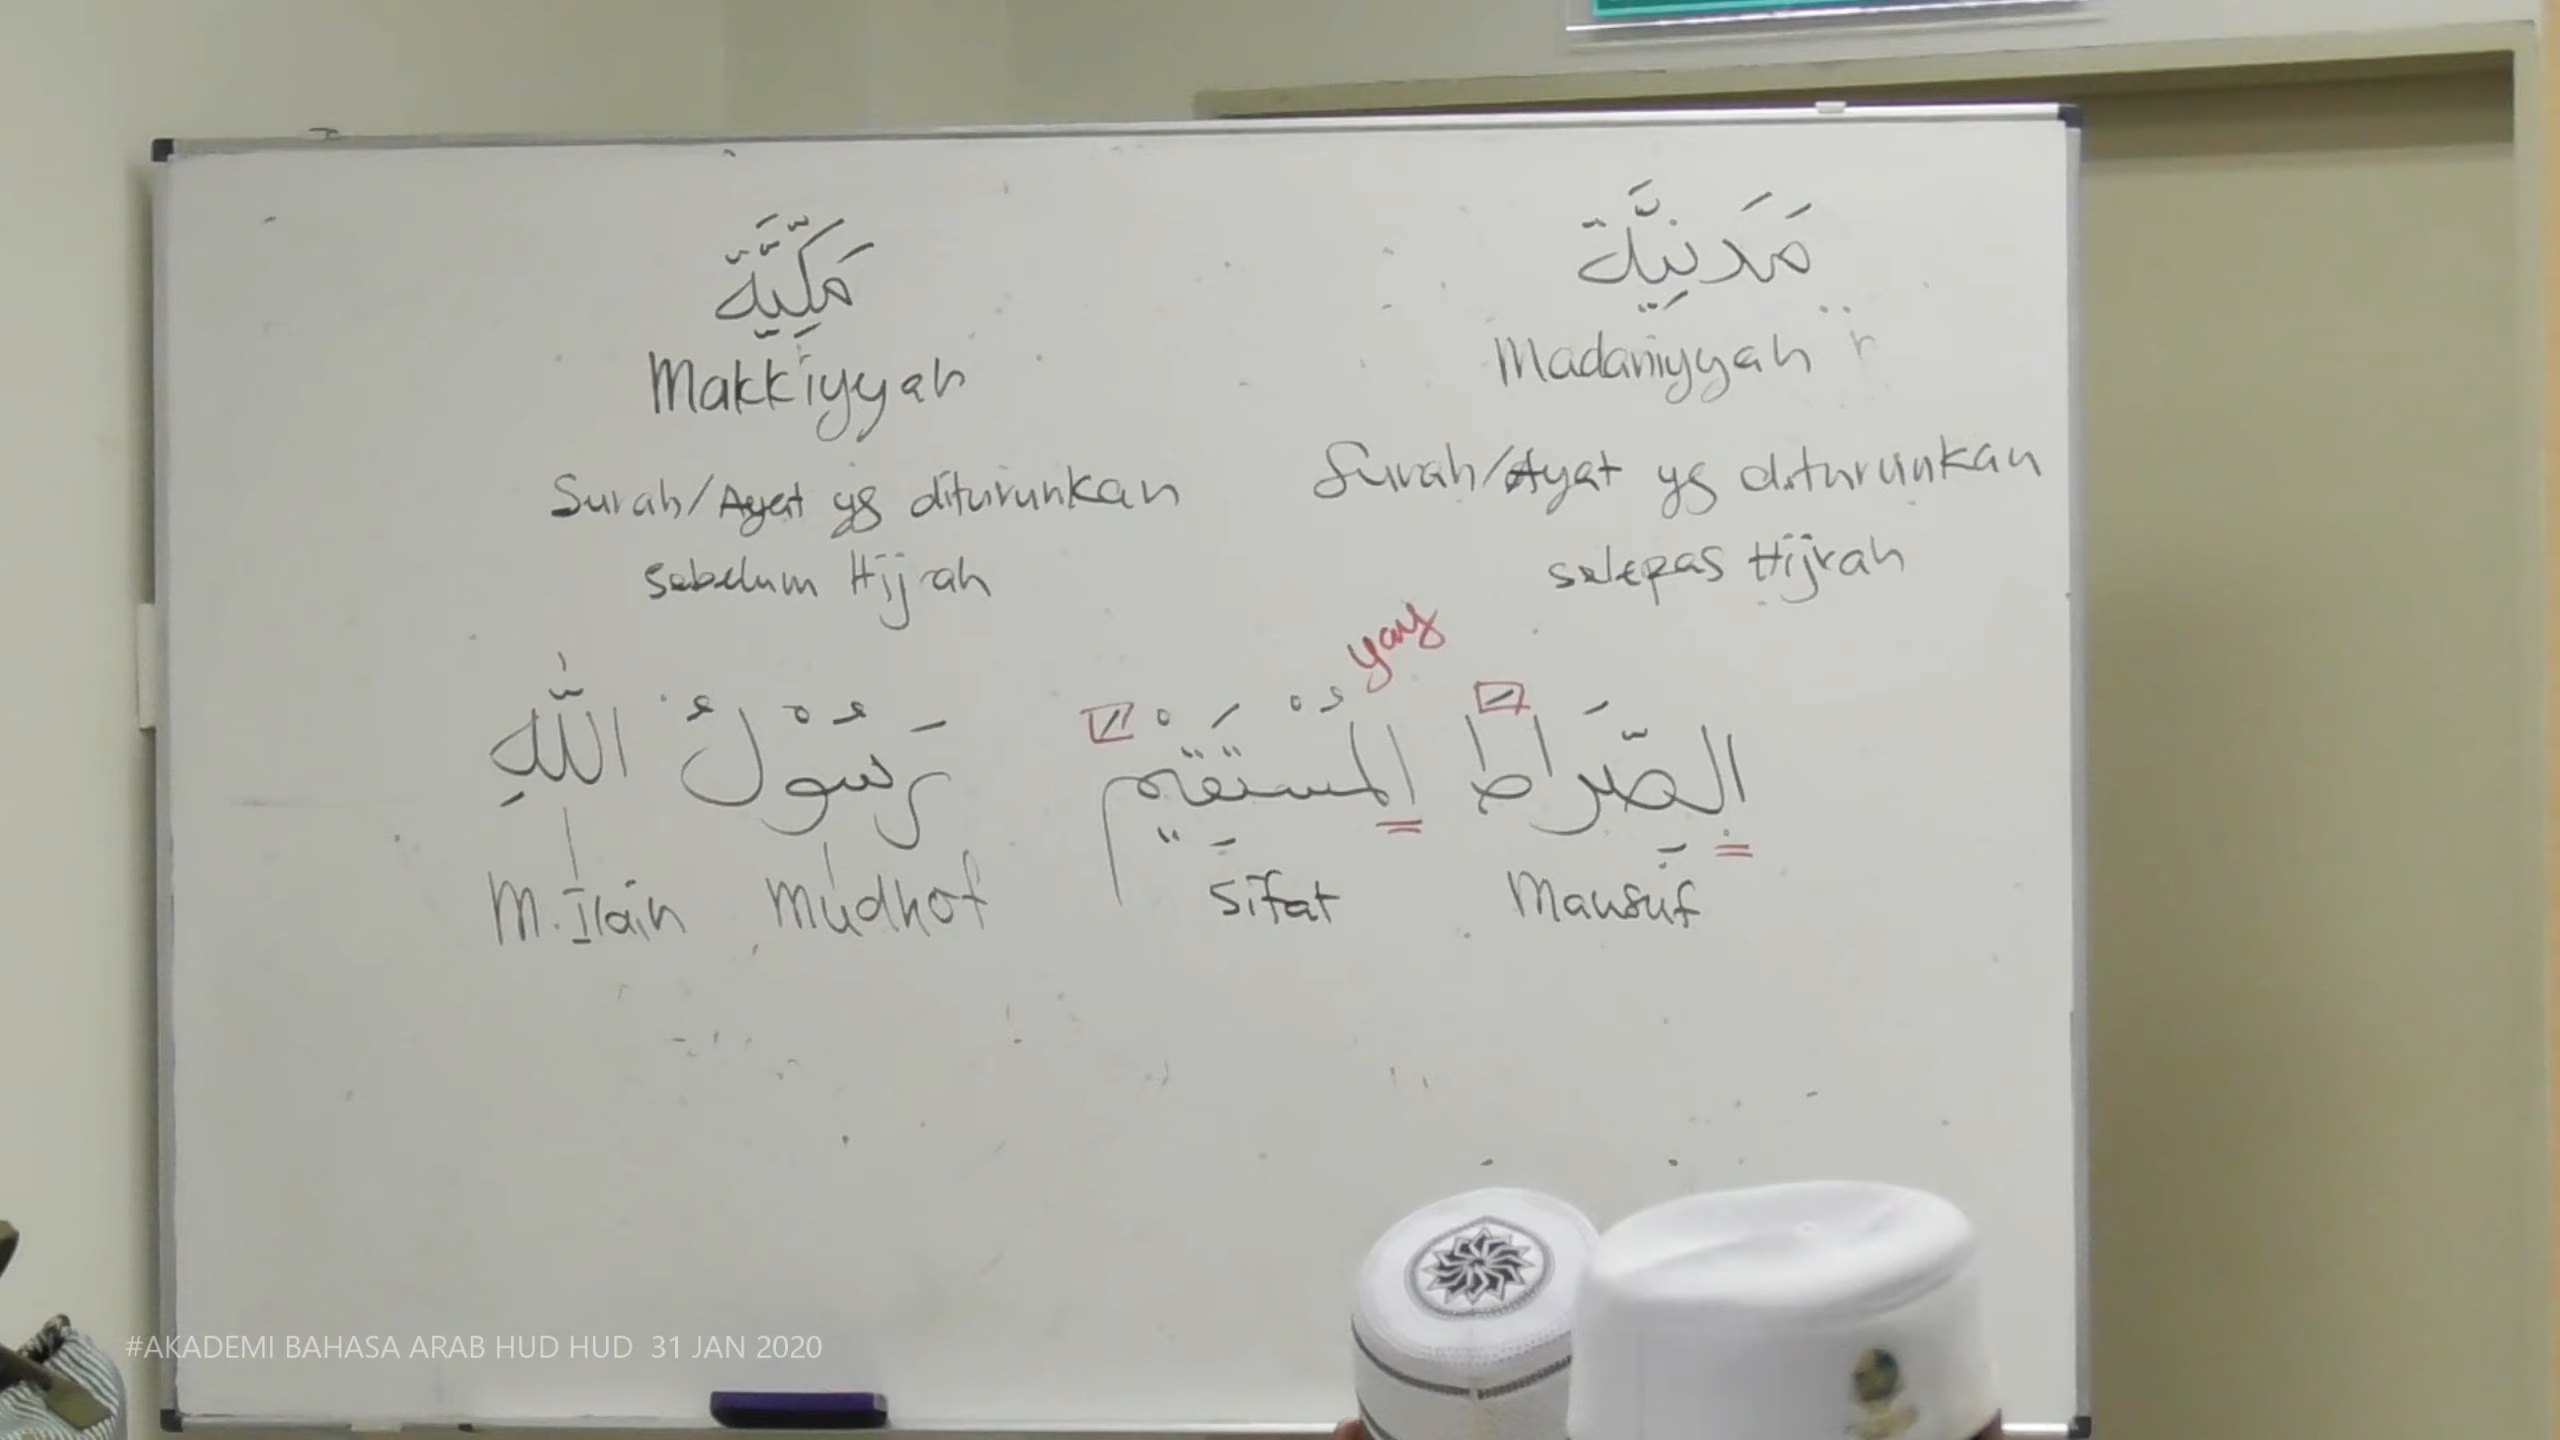 مَكِّيَّة
Makkiyyah
Surah/Ayat yg diturunkan
sebelum Hijrah
مَدَنِيَّة
Madaniyyah
Surah/Ayat yg diturunkan
selepas Hijrah
yang
الصِّرَاطَ الْمُسْتَقِيْمَ
Mausuf Sifat
رَسُوْلُ اللّٰهِ
Mudhof M. Ilaih
#AKADEMI BAHASA ARAB HUD HUD 31 JAN 2020